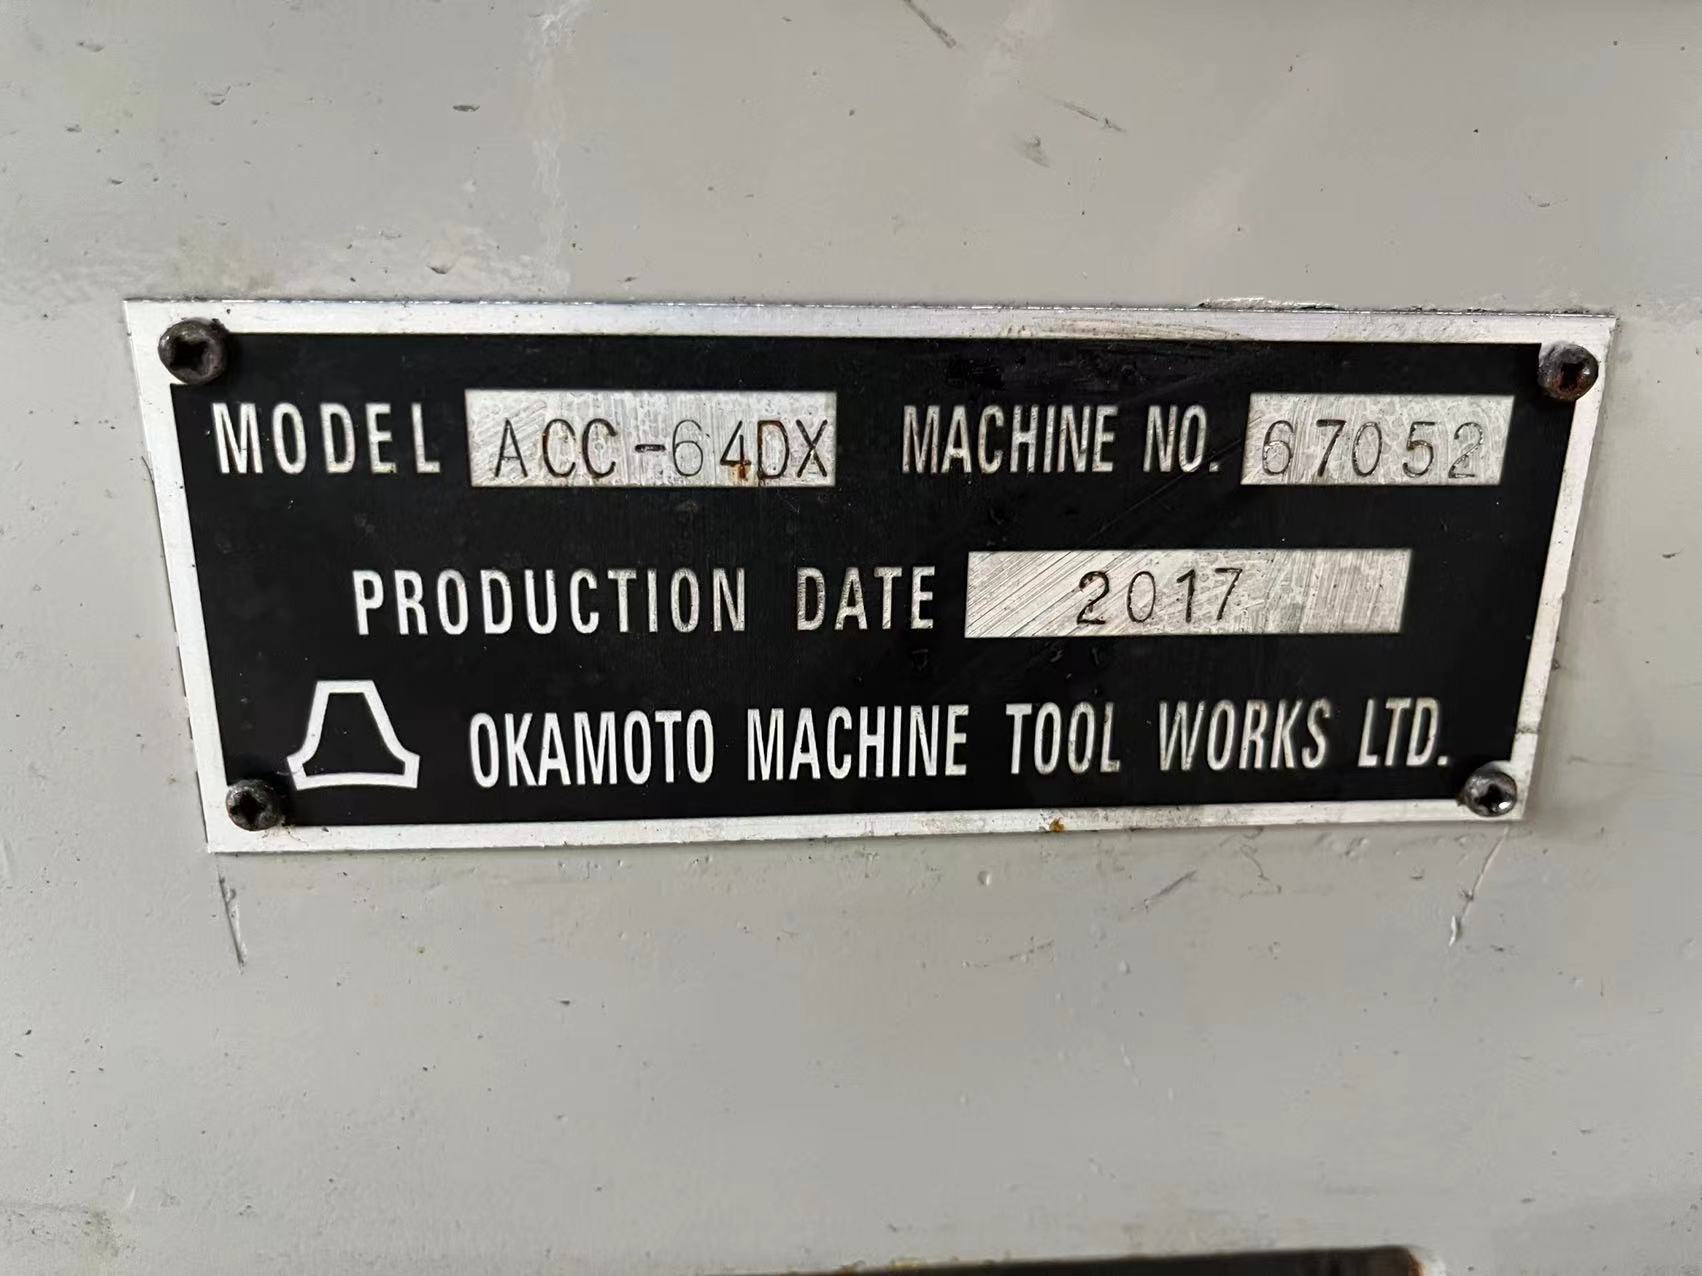 MODEL ACC-64DX MACHINE NO. 67052
PRODUCTION DATE 2017
OKAMOTO MACHINE TOOL WORKS LTD.